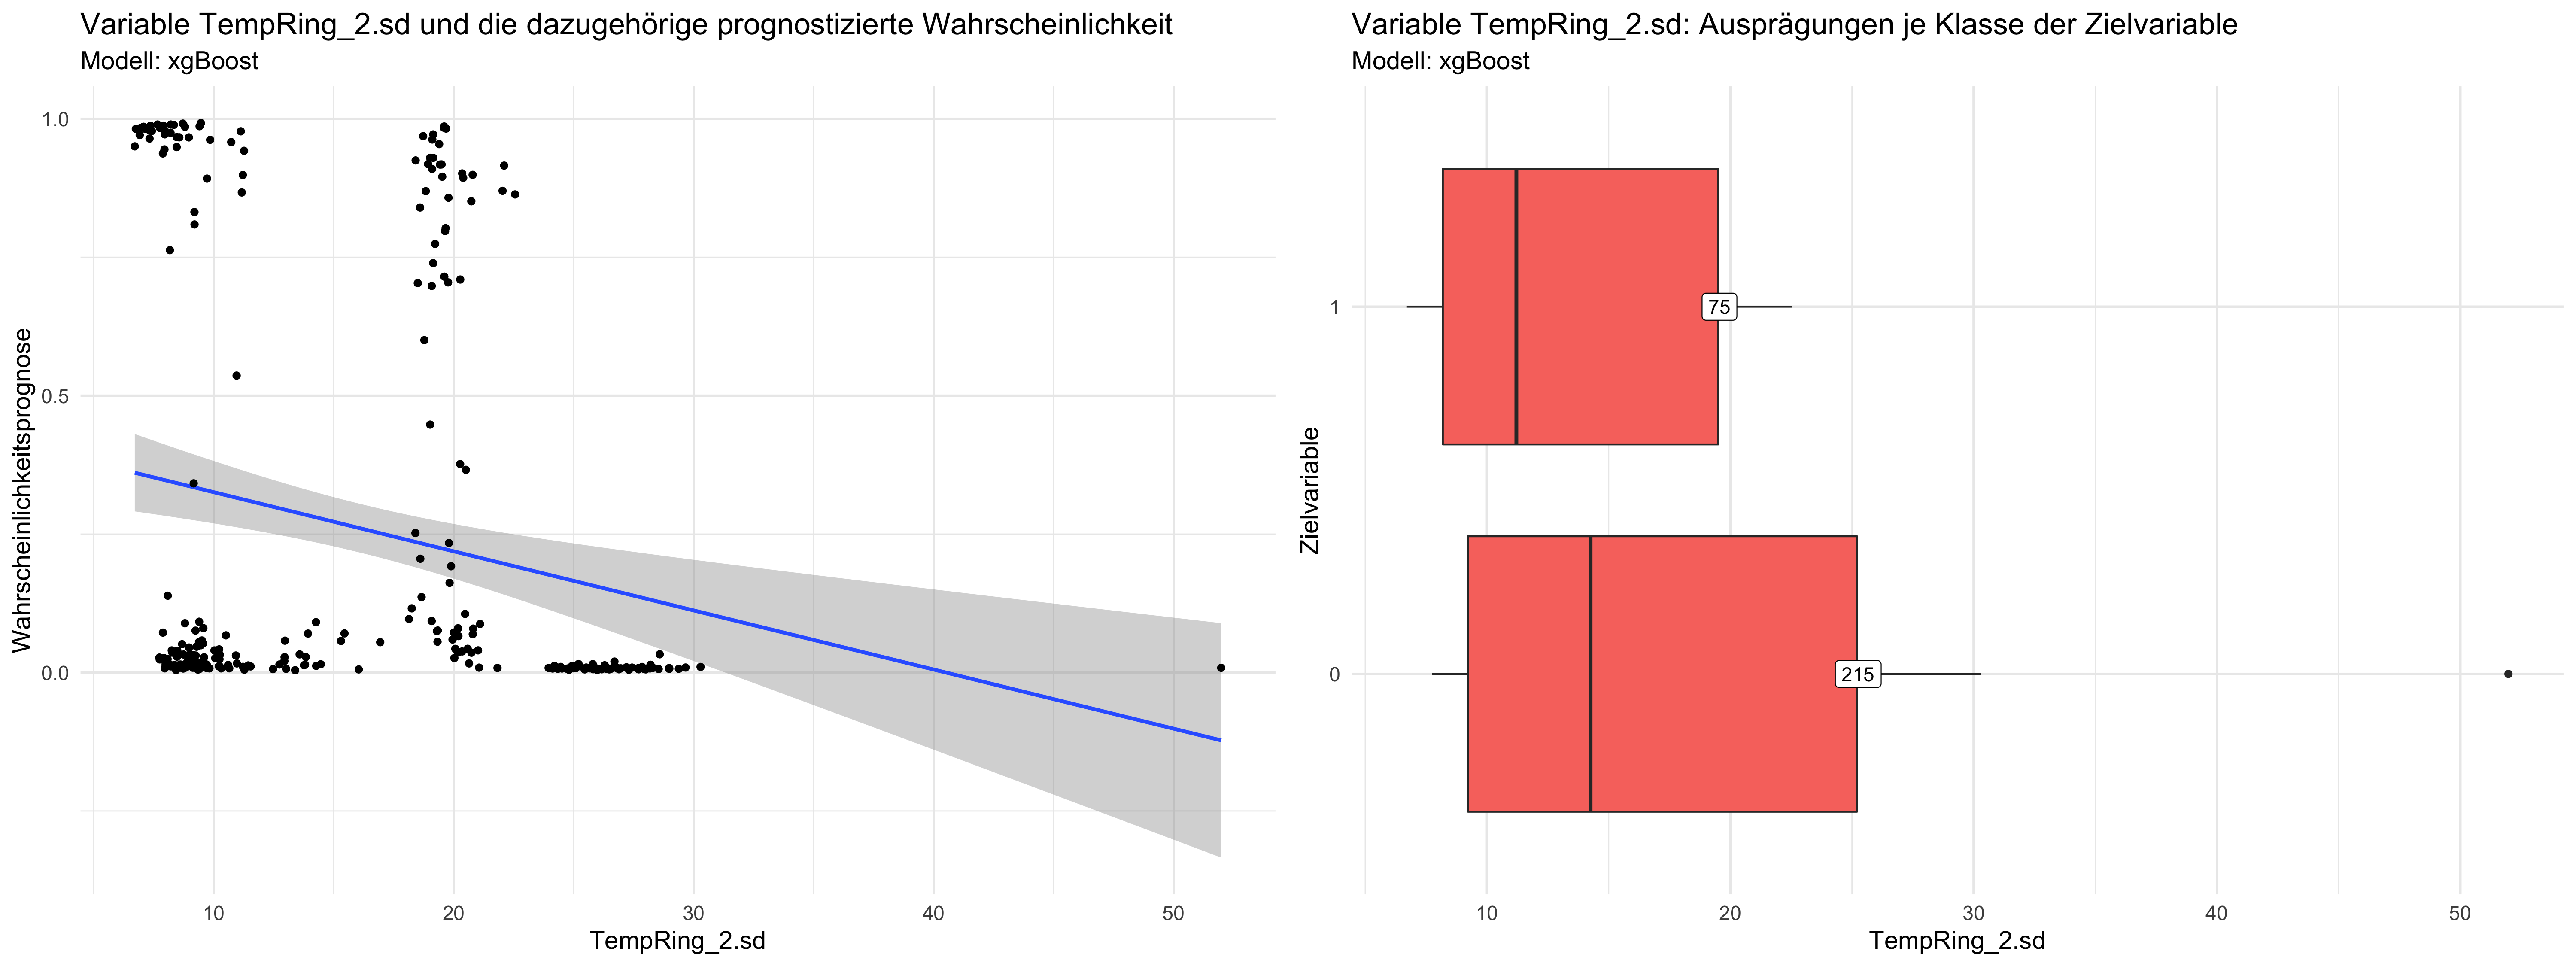 Variable TempRing_2.sd und die dazugehörige prognostizierte Wahrscheinlichkeit
Modell: xgBoost
Wahrscheinlichkeitsprognose
1.0
0.5
0.0
10 20 30 40 50
TempRing_2.sd
Variable TempRing_2.sd: Ausprägungen je Klasse der Zielvariable
Modell: xgBoost
Zielvariable
1
75
0
215
10 20 30 40 50
TempRing_2.sd